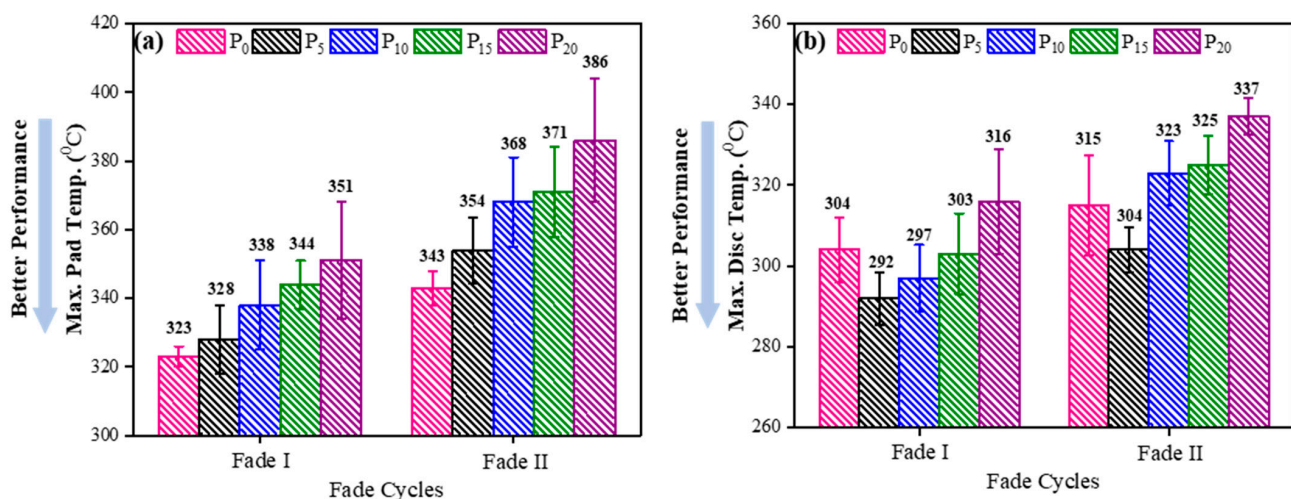 (a)
P₀ P₅ P₁₀ P₁₅ P₂₀
Better Performance
Max. Pad Temp. (⁰C)
420
400
380
360
340
320
300
323
328
338
344
351
343
354
368
371
386
Fade I
Fade II
Fade Cycles
(b)
P₀ P₅ P₁₀ P₁₅ P₂₀
Better Performance
Max. Disc Temp. (⁰C)
360
340
320
300
280
260
304
292
297
303
316
315
304
323
325
337
Fade I
Fade II
Fade Cycles